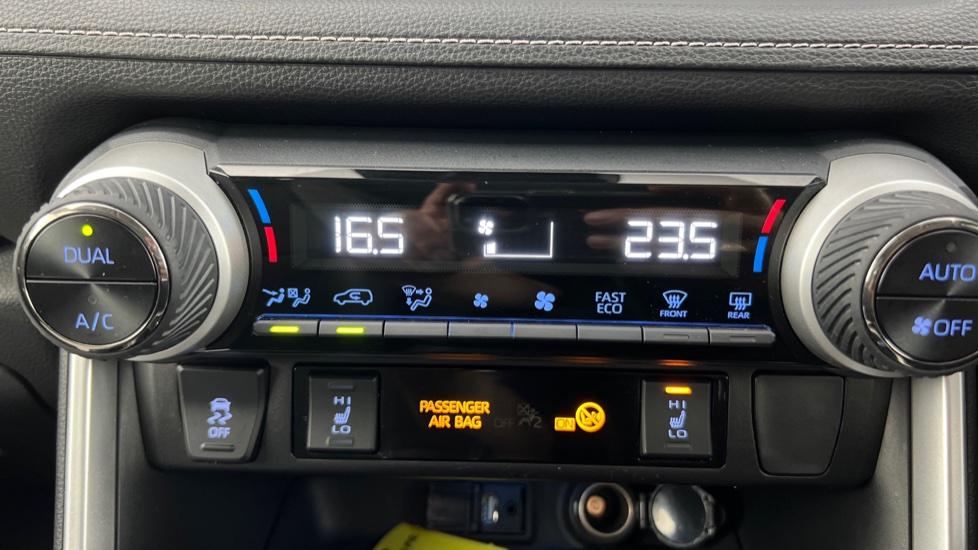 16.5
23.5
DUAL
A/C
AUTO
OFF
FAST
ECO
FRONT
REAR
OFF
HI
LO
PASSENGER
AIR BAG
OFF
2
ON
HI
LO